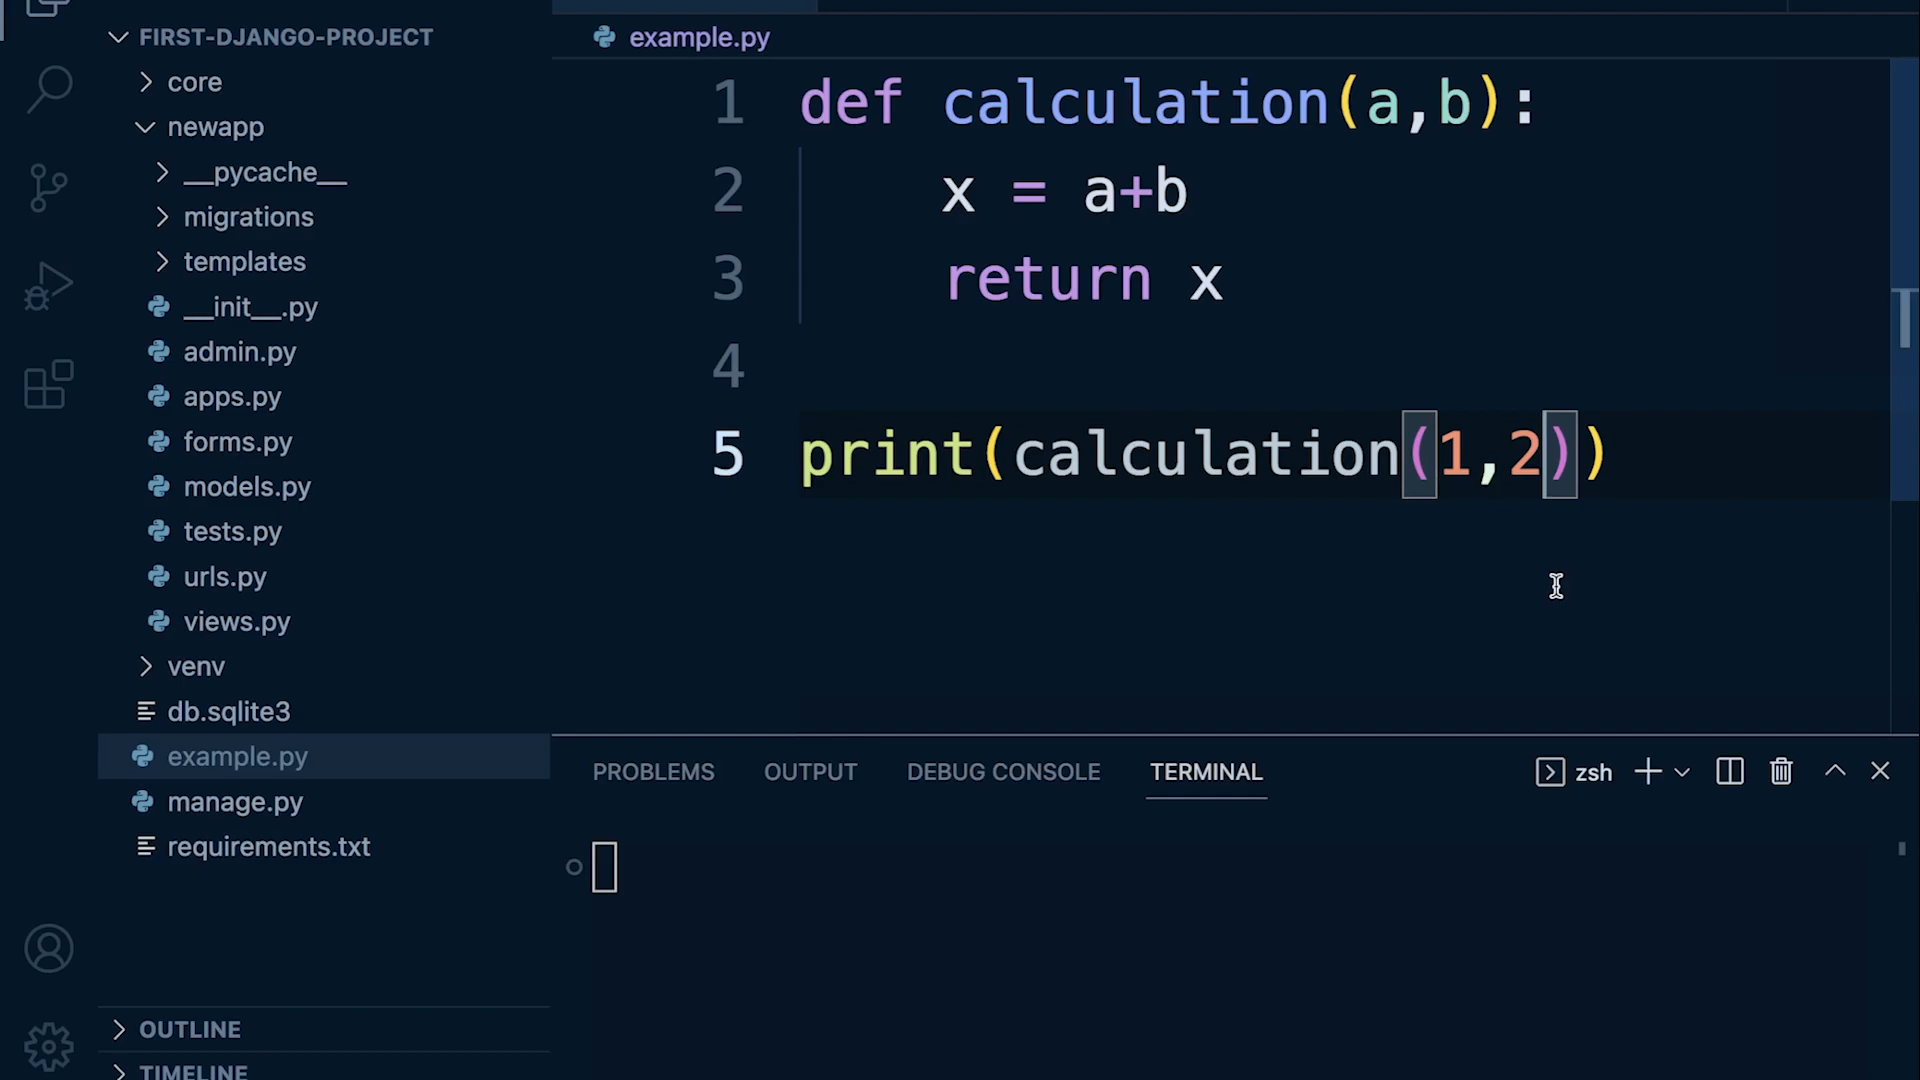 FIRST-DJANGO-PROJECT
core
newapp
__pycache__
migrations
templates
__init__.py
admin.py
apps.py
forms.py
models.py
tests.py
urls.py
views.py
venv
db.sqlite3
example.py
manage.py
requirements.txt
OUTLINE
TIMELINE
example.py
1 def calculation(a,b):
2 x = a+b
3 return x
4
5 print(calculation(1,2))
PROBLEMS OUTPUT DEBUG CONSOLE TERMINAL zsh